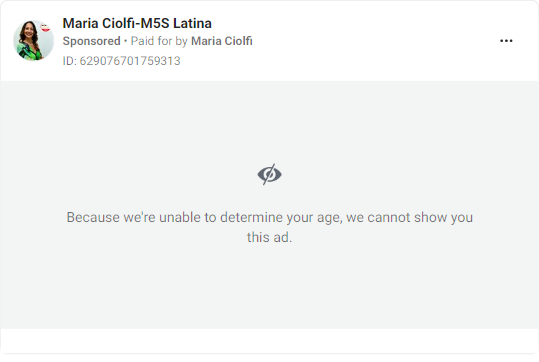 Maria Ciolfi-M5S Latina
Sponsored • Paid for by Maria Ciolfi
ID: 629076701759313
Because we're unable to determine your age, we cannot show you
this ad.